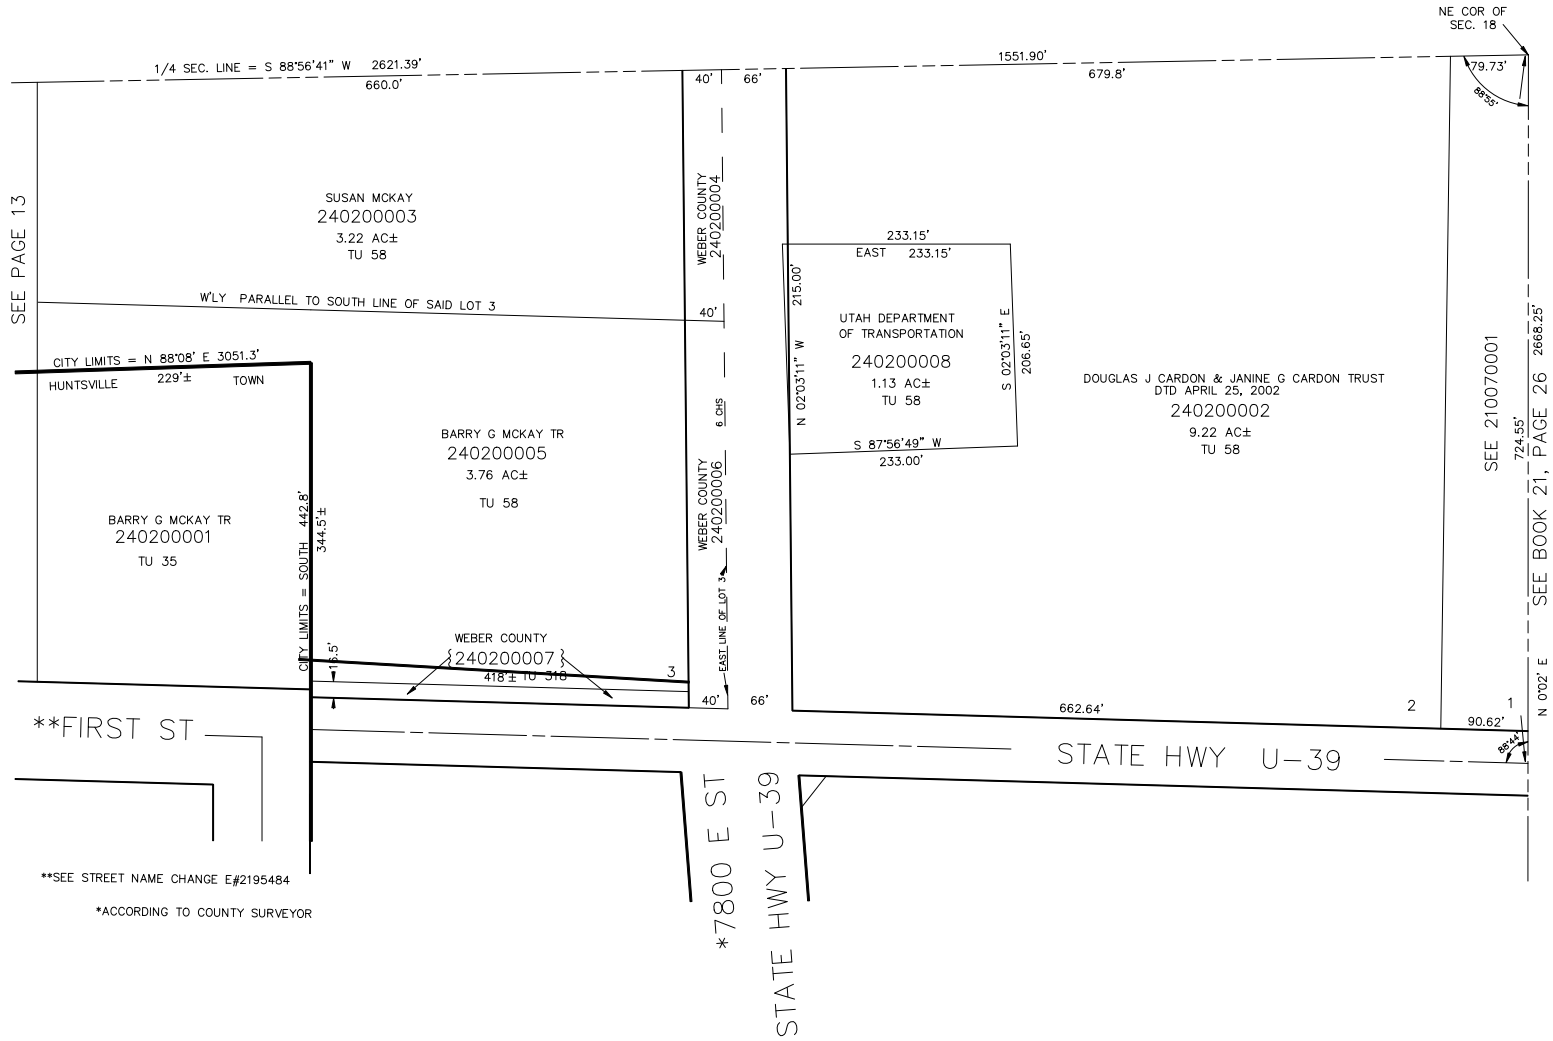 NE COR OF
SEC. 18
1/4 SEC. LINE = S 88°56'41" W 2621.39'
660.0'
40'
66'
1551.90'
679.8'
79.73'
88°55'
SEE PAGE 13
SUSAN MCKAY
240200003
3.22 AC±
TU 58
WEBER COUNTY
240200004
W'LY PARALLEL TO SOUTH LINE OF SAID LOT 3
40'
233.15'
EAST 233.15'
215.00'
N 02°03'11" W
UTAH DEPARTMENT
OF TRANSPORTATION
240200008
1.13 AC±
TU 58
S 02°03'11" E
206.65'
S 87°56'49" W
233.00'
DOUGLAS J CARDON & JANINE G CARDON TRUST
DTD APRIL 25, 2002
240200002
9.22 AC±
TU 58
SEE 210070001
724.55'
2668.25'
SEE BOOK 21, PAGE 26
N 0°02' E
CITY LIMITS = N 88°08' E 3051.3'
HUNTSVILLE
229'±
TOWN
BARRY G MCKAY TR
240200005
3.76 AC±
TU 58
6 CHS
WEBER COUNTY
240200006
EAST LINE OF LOT 3
BARRY G MCKAY TR
240200001
TU 35
CITY LIMITS = SOUTH 442.8'
344.5'±
16.5'
WEBER COUNTY
240200007
418'± TU 318
3
40'
66'
662.64'
2
1
90.62'
88°44'
**FIRST ST
STATE HWY U-39
*7800 E ST
STATE HWY U-39
**SEE STREET NAME CHANGE E#2195484
*ACCORDING TO COUNTY SURVEYOR